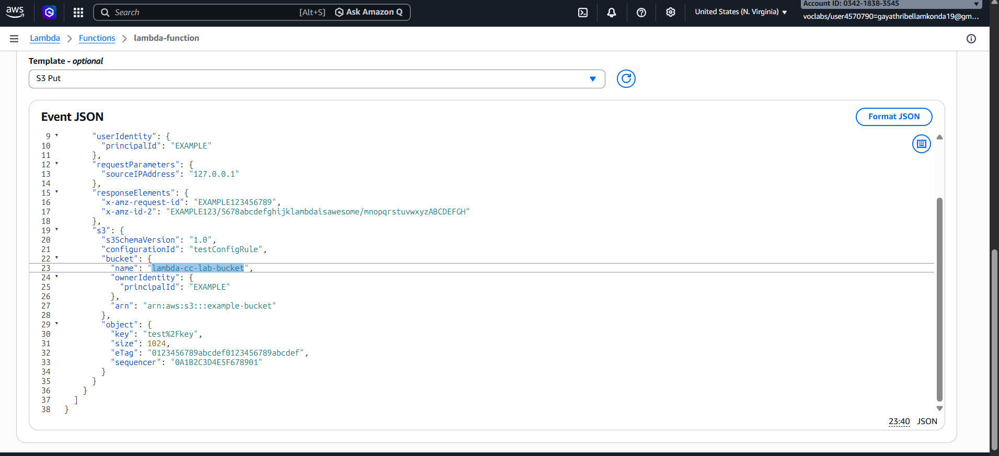 aws
Search [Alt+S] Ask Amazon Q
United States (N. Virginia)
Account ID: 0342-1838-3545
voclabs/user4570790=gayathribellamkonda19@gm...
Lambda Functions lambda-function
Template - optional
S3 Put
Event JSON
Format JSON
9 "userIdentity": {
10 "principalId": "EXAMPLE"
11 },
12 "requestParameters": {
13 "sourceIPAddress": "127.0.0.1"
14 },
15 "responseElements": {
16 "x-amz-request-id": "EXAMPLE123456789",
17 "x-amz-id-2": "EXAMPLE123/5678abcdefghijklambdaisawesome/mnopqrstuvwxyzABCDEFGH"
18 },
19 "s3": {
20 "s3SchemaVersion": "1.0",
21 "configurationId": "testConfigRule",
22 "bucket": {
23 "name": "lambda-cc-lab-bucket",
24 "ownerIdentity": {
25 "principalId": "EXAMPLE"
26 },
27 "arn": "arn:aws:s3:::example-bucket"
28 },
29 "object": {
30 "key": "test%2Fkey",
31 "size": 1024,
32 "eTag": "0123456789abcdef0123456789abcdef",
33 "sequencer": "0A1B2C3D4E5F678901"
34 }
35 }
36 }
37 ]
38 }
23:40 JSON